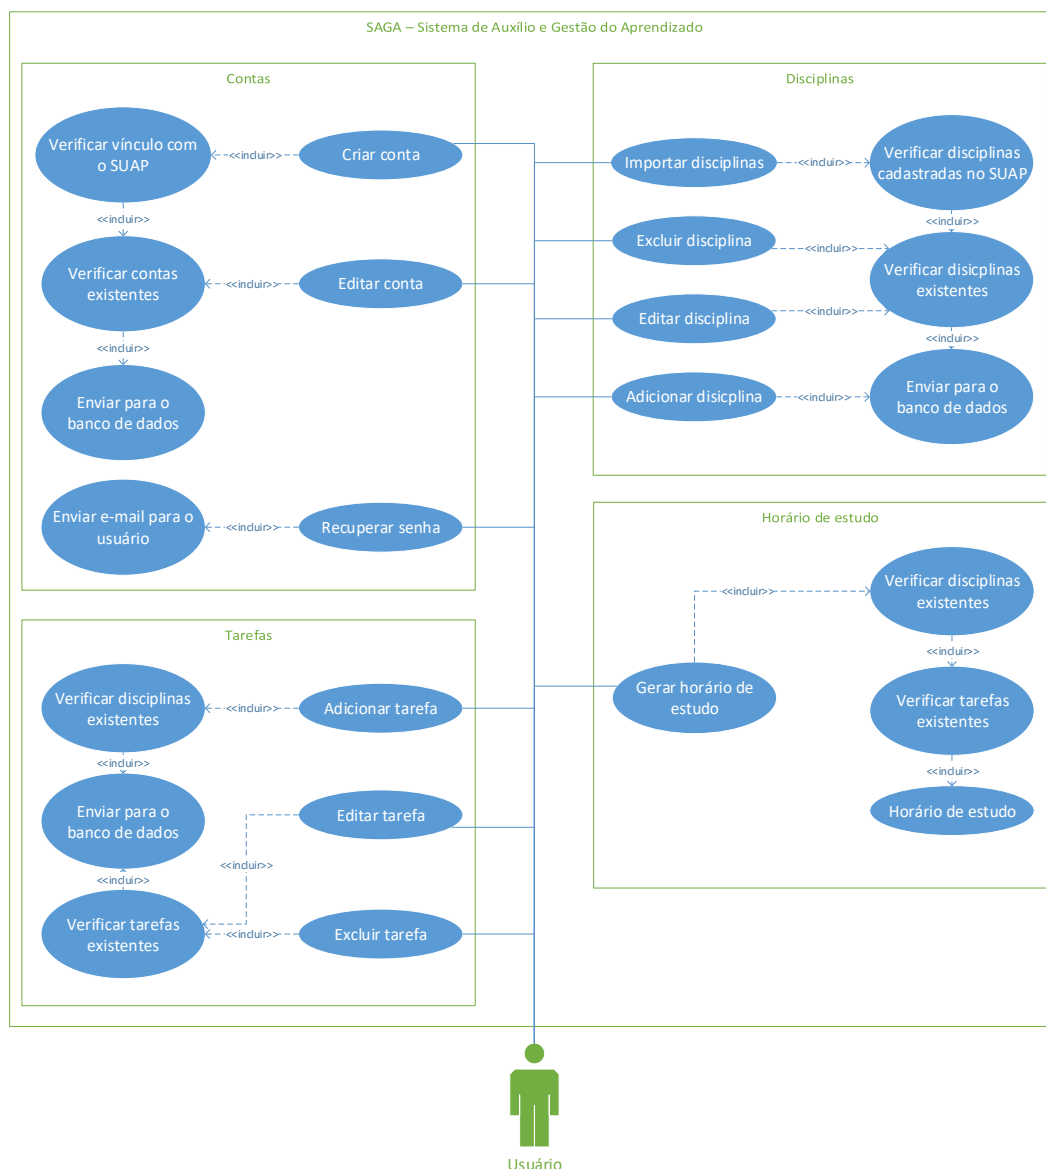 SAGA – Sistema de Auxílio e Gestão do Aprendizado
Contas
Verificar vínculo com
o SUAP
<<incluir>>
Criar conta
<<incluir>>
Verificar contas
existentes
<<incluir>>
Editar conta
<<incluir>>
Enviar para o
banco de dados
Enviar e-mail para o
usuário
<<incluir>>
Recuperar senha
Disciplinas
Importar disciplinas
<<incluir>>
Verificar disciplinas
cadastradas no SUAP
<<incluir>>
Excluir disciplina
<<incluir>>
Verificar disicplinas
existentes
Editar disciplina
<<incluir>>
<<incluir>>
Adicionar disicplina
<<incluir>>
Enviar para o
banco de dados
Horário de estudo
<<incluir>>
Verificar disciplinas
existentes
<<incluir>>
Gerar horário de
estudo
Verificar tarefas
existentes
<<incluir>>
Horário de estudo
Tarefas
Verificar disciplinas
existentes
<<incluir>>
Adicionar tarefa
<<incluir>>
Enviar para o
banco de dados
Editar tarefa
<<incluir>>
<<incluir>>
Verificar tarefas
existentes
<<incluir>>
Excluir tarefa
Usuário